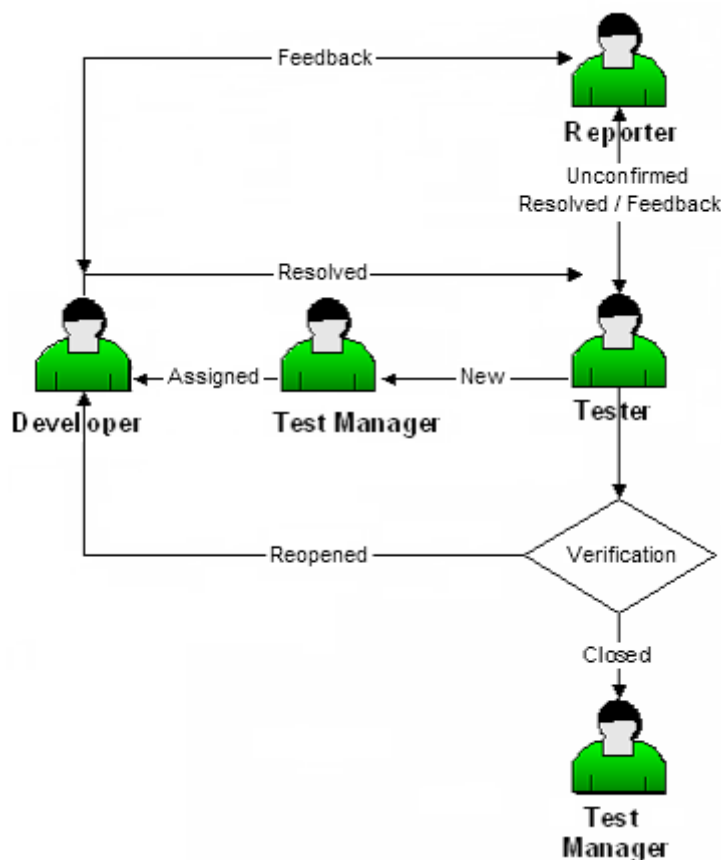 Feedback
Reporter
Unconfirmed
Resolved / Feedback
Resolved
Assigned
New
Developer
Test Manager
Tester
Reopened
Verification
Closed
Test
Manager